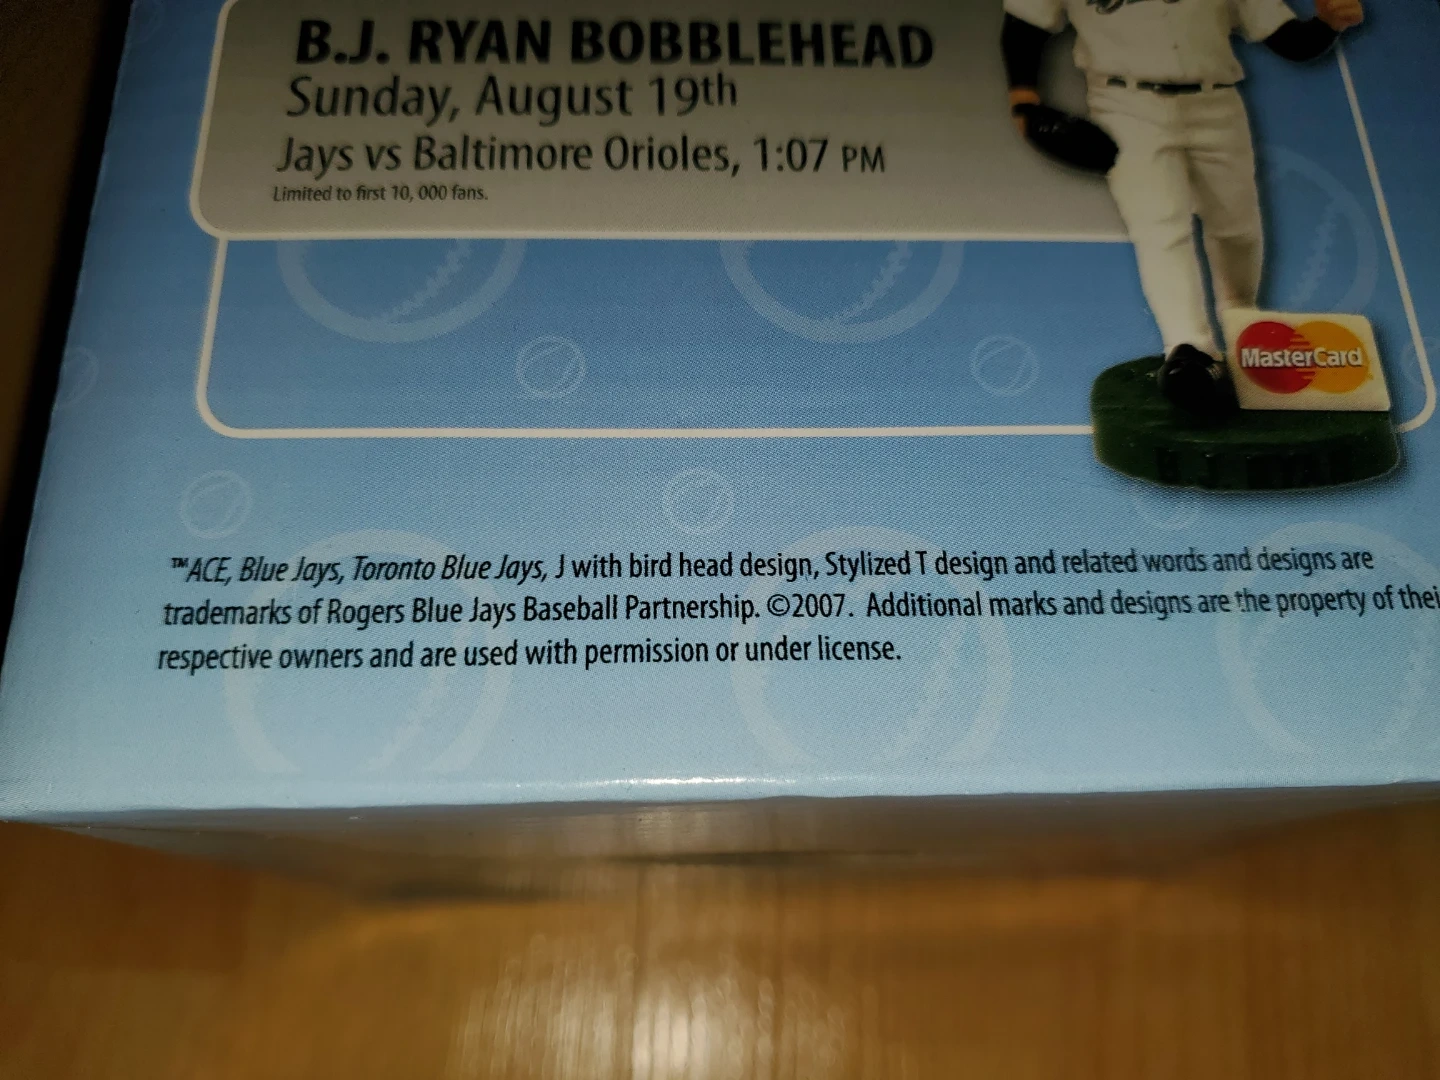 B.J. RYAN BOBBLEHEAD
Sunday, August 19th
Jays vs Baltimore Orioles, 1:07 PM
Limited to first 10, 000 fans.
MasterCard
™ACE, Blue Jays, Toronto Blue Jays, J with bird head design, Stylized T design and related words and designs are
trademarks of Rogers Blue Jays Baseball Partnership. ©2007. Additional marks and designs are the property of thei
respective owners and are used with permission or under license.